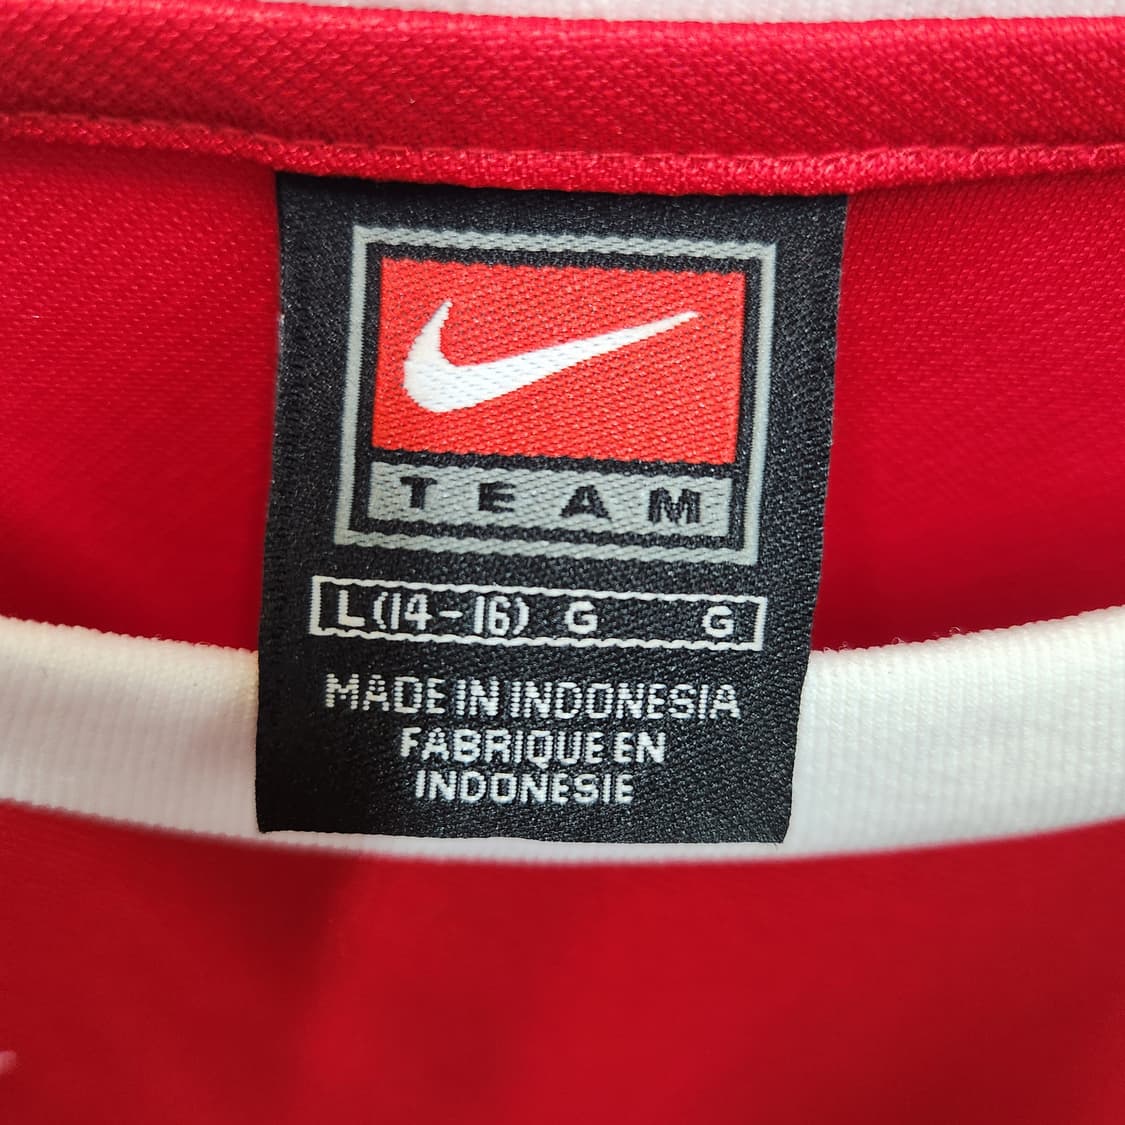 TEAM
L(14-16) G G
MADE IN INDONESIA
FABRIQUE EN
INDONESIE